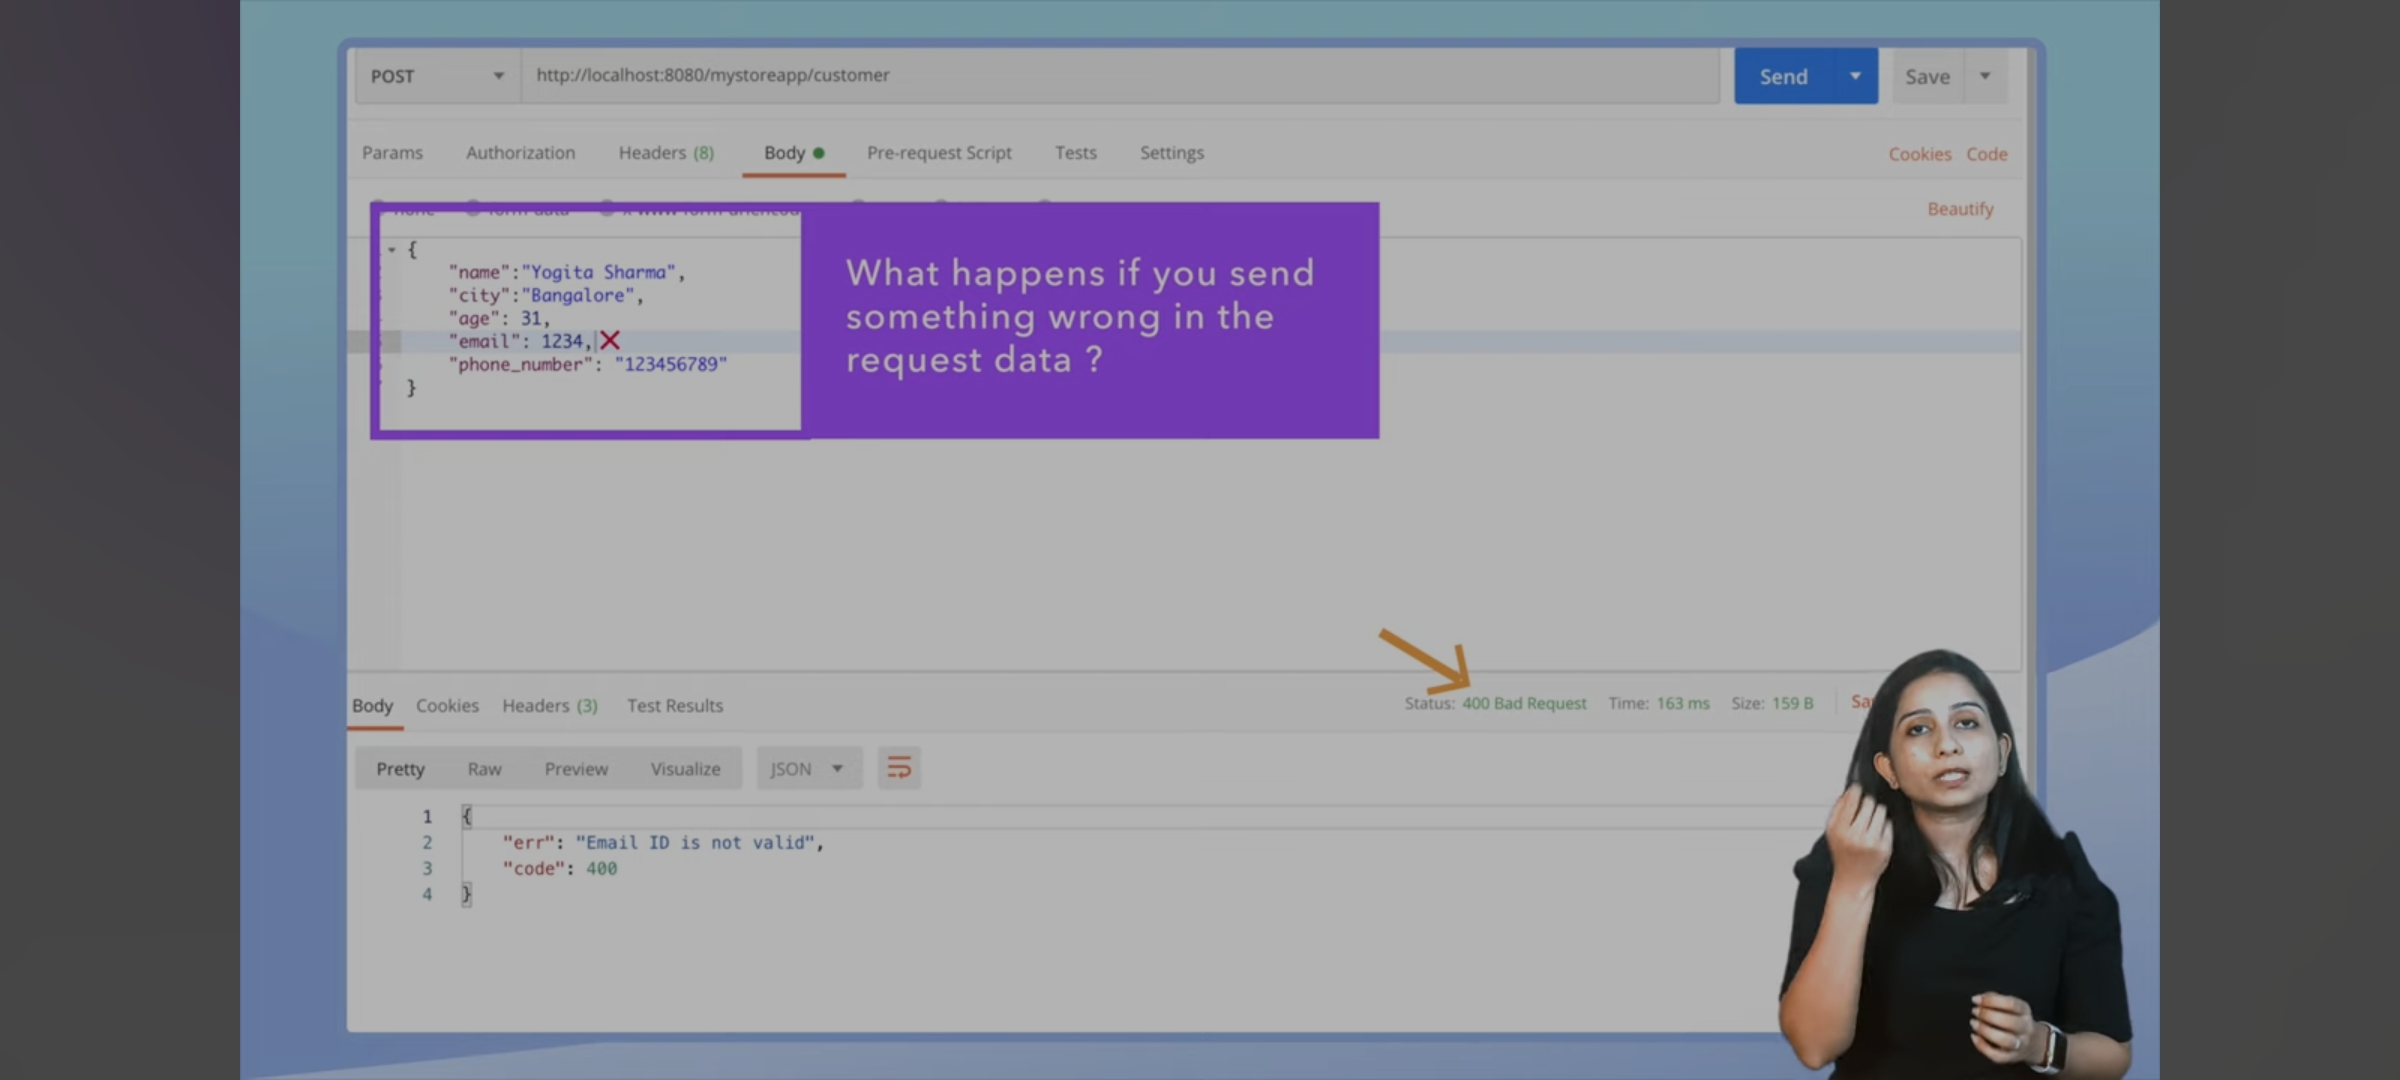 POST http://localhost:8080/mystoreapp/customer Send Save
Params Authorization Headers (8) Body Pre-request Script Tests Settings Cookies Code
Beautify
{
"name":"Yogita Sharma",
"city":"Bangalore",
"age": 31,
"email": 1234,
"phone_number": "123456789"
}
What happens if you send
something wrong in the
request data ?
Body Cookies Headers (3) Test Results Status: 400 Bad Request Time: 163 ms Size: 159 B
Pretty Raw Preview Visualize JSON
1 {
2 "err": "Email ID is not valid",
3 "code": 400
4 }